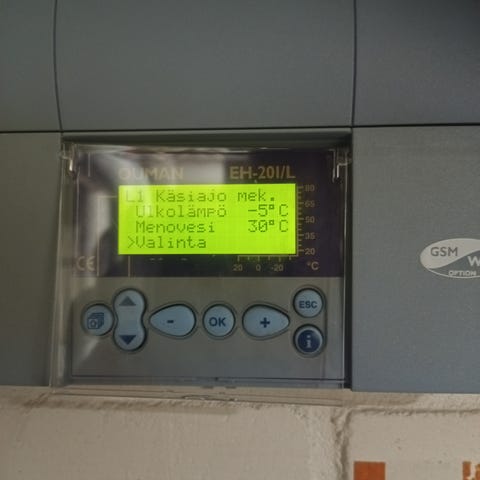 OUMAN EH-201/L
L1 Käsiajo mek.
Ulkolämpö -5°C
Menovesi 30°C
>Valinta
80
65
50
35
20
20 0 -20 °C
CE
OK
ESC
i
- +
GSM W
OPTION